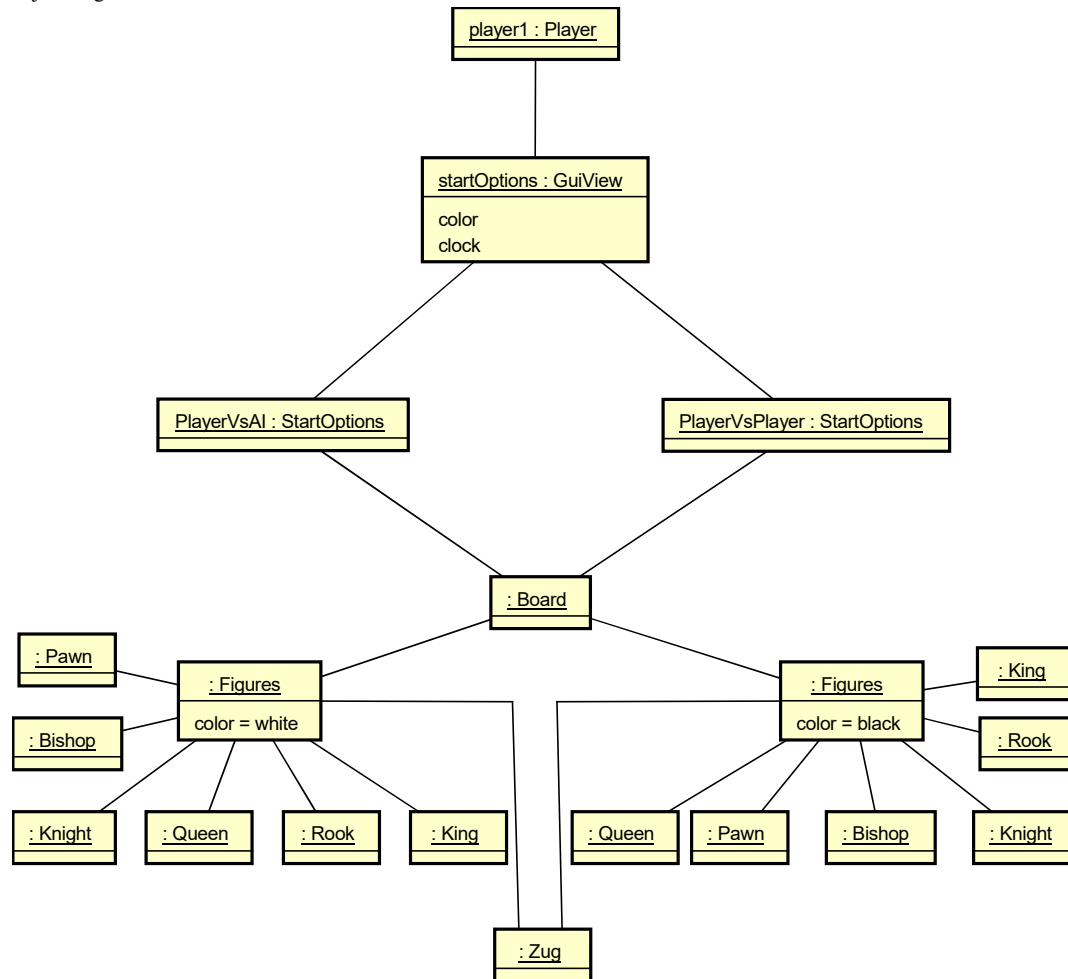 player1 : Player
startOptions : GuiView
color
clock
PlayerVsAI : StartOptions
PlayerVsPlayer : StartOptions
: Board
: Pawn
: Figures
color = white
: Bishop
: Knight
: Queen
: Rook
: King
: Figures
color = black
: King
: Rook
: Queen
: Pawn
: Bishop
: Knight
: Zug